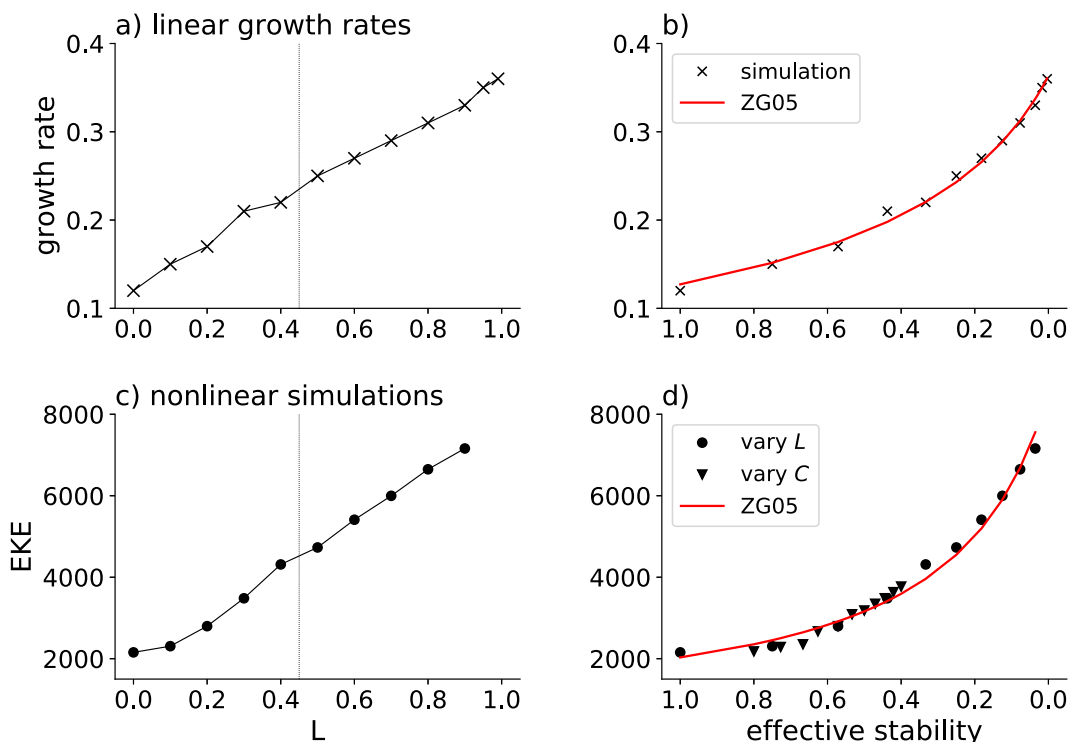 a) linear growth rates
growth rate
0.4
0.3
0.2
0.1
0.0 0.2 0.4 0.6 0.8 1.0
b)
simulation
ZG05
0.4
0.3
0.2
0.1
1.0 0.8 0.6 0.4 0.2 0.0
c) nonlinear simulations
EKE
8000
6000
4000
2000
0.0 0.2 0.4 0.6 0.8 1.0
L
d)
vary L
vary C
ZG05
8000
6000
4000
2000
1.0 0.8 0.6 0.4 0.2 0.0
effective stability